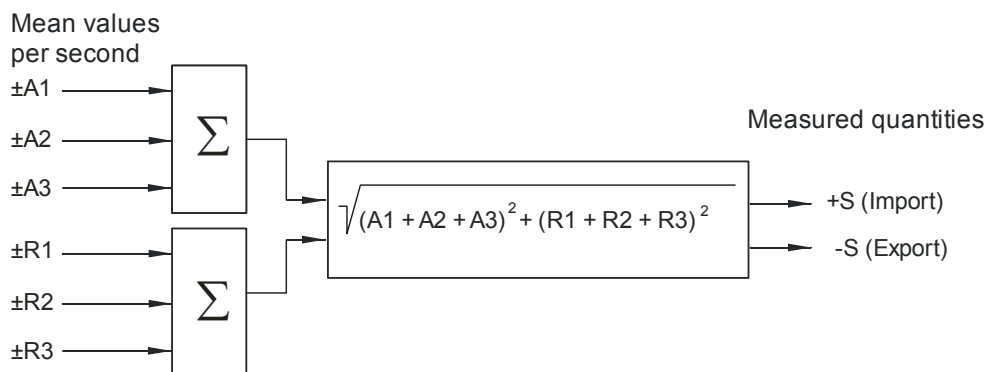 Mean values
per second
±A1
±A2
±A3
Σ
±R1
±R2
±R3
Σ
√(A1 + A2 + A3)² + (R1 + R2 + R3)²
Measured quantities
+S (Import)
-S (Export)